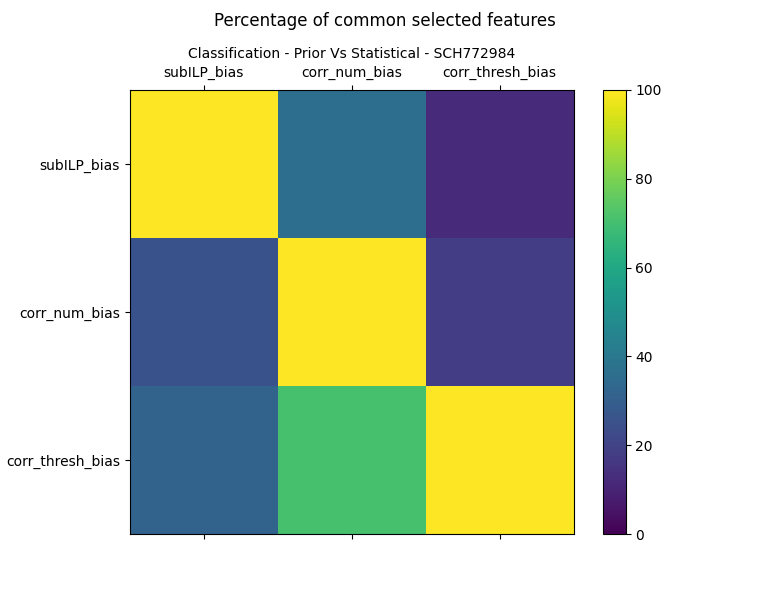 Percentage of common selected features
Classification - Prior Vs Statistical - SCH772984
subILP_bias corr_num_bias corr_thresh_bias
subILP_bias
corr_num_bias
corr_thresh_bias
100
80
60
40
20
0